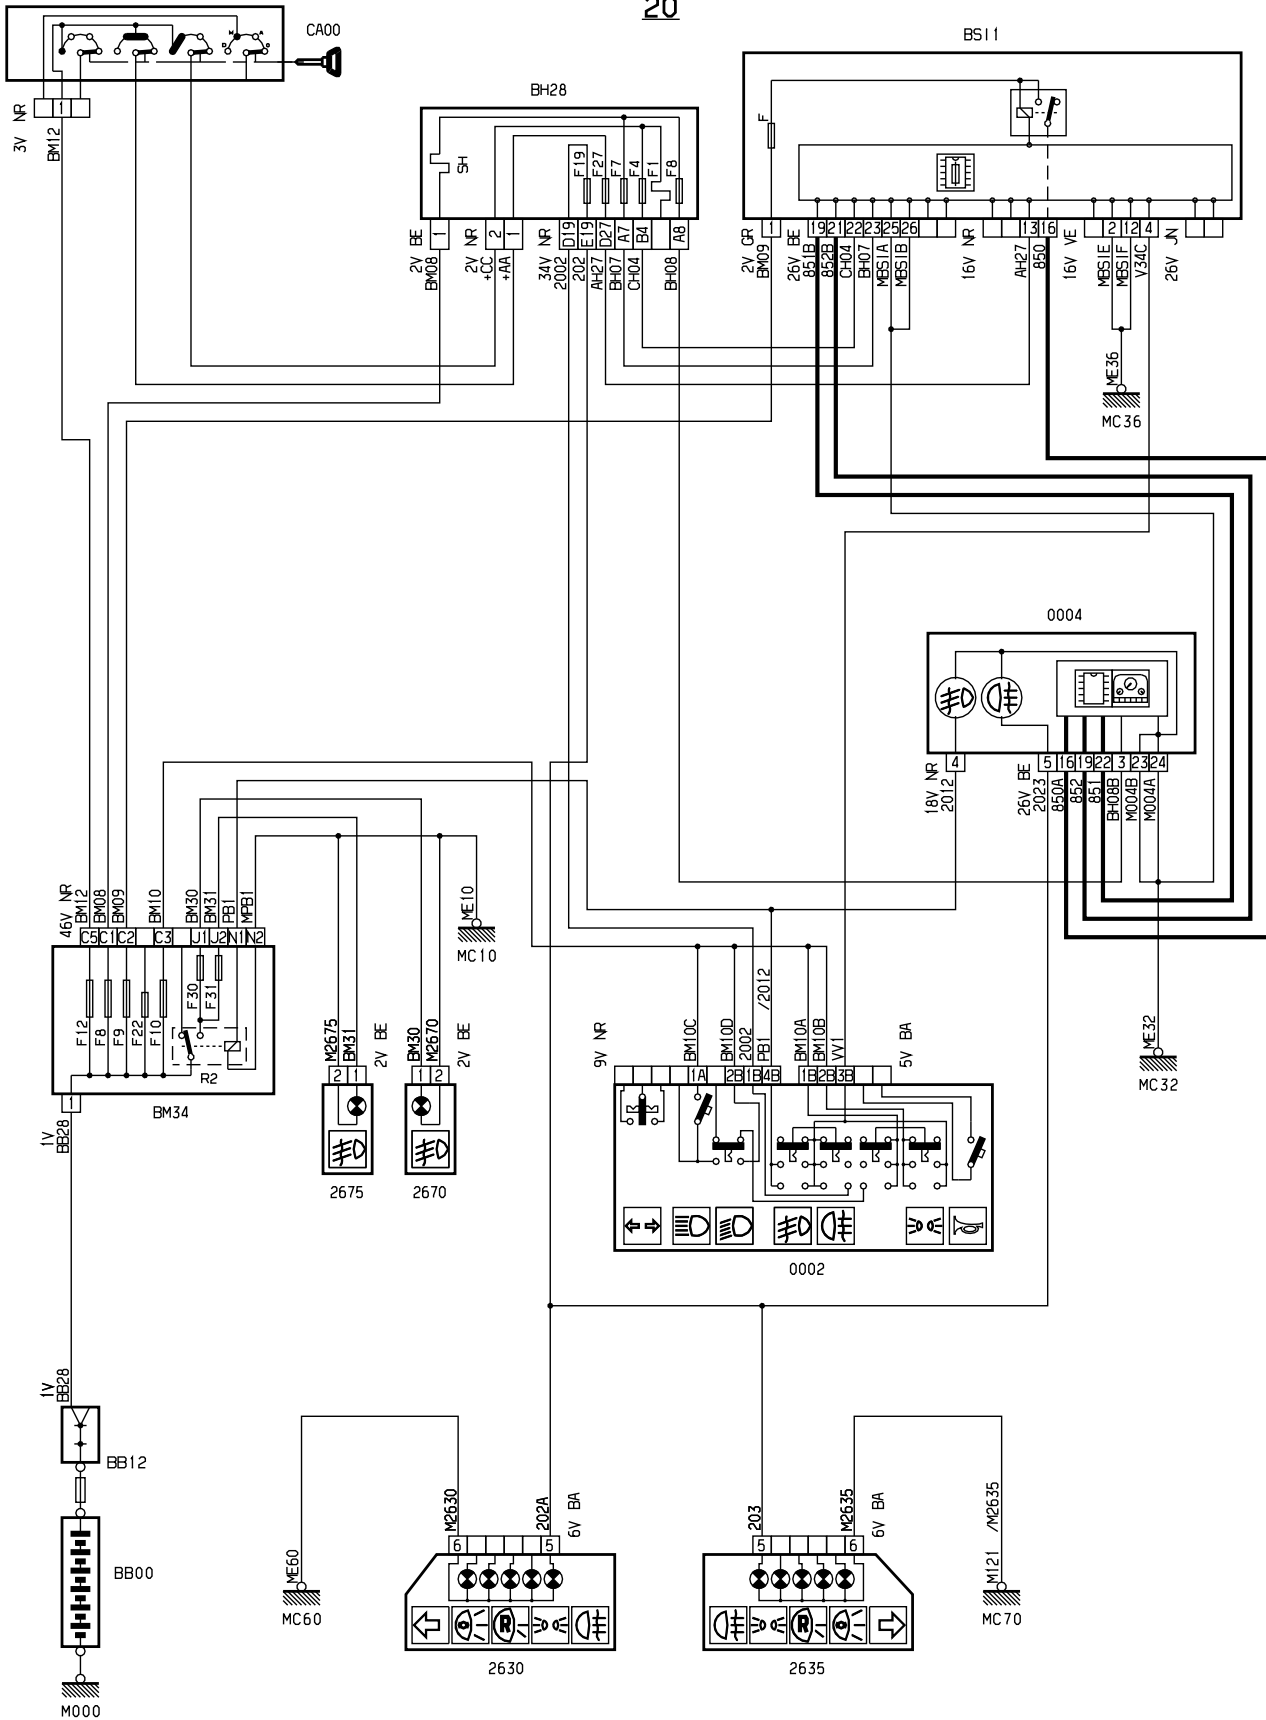 20
CA00
3V NR
1
BM12
BH28
SH
F19
F27
F7
F4
F1
F8
2V BE
1
BM08
2V NR
2
1
+CC
+AA
34V NR
D19
E19
D27
A7
B4
A8
2002
202
AH27
BH07
CH04
BH08
BSI1
F
2V GR
1
BM09
26V BE
19
21
22
23
25
26
851B
852B
CH04
BH07
MBS1A
MBS1B
16V NR
13
16
AH27
850
16V VE
2
12
4
MBS1E
MBS1F
V34C
26V JN
ME36
MC36
0004
18V NR
4
2012
26V BE
5
16
19
22
3
23
24
2023
850A
852
851
BH08B
M004B
M004A
ME32
MC32
46V NR
BM12
BM08
BM09
BM10
BM30
BM31
PB1
MPB1
C5
C1
C2
C3
J1
J2
N1
N2
F12
F8
F9
F22
F10
F30
F31
R2
1
BM34
1V
BB28
ME10
MC10
M2675
BM31
2V BE
2
1
2675
BM30
M2670
2V BE
1
2
2670
9V NR
BM10C
BM10D
2002
PB1
/2012
BM10A
BM10B
VV1
5V BA
1A
2B
1B
4B
1B
2B
3B
0002
1V
BB28
BB12
BB00
M000
ME60
MC60
M2630
202A
6V BA
6
5
R
2630
203
M2635
6V BA
5
6
R
2635
M121 /M2635
MC70